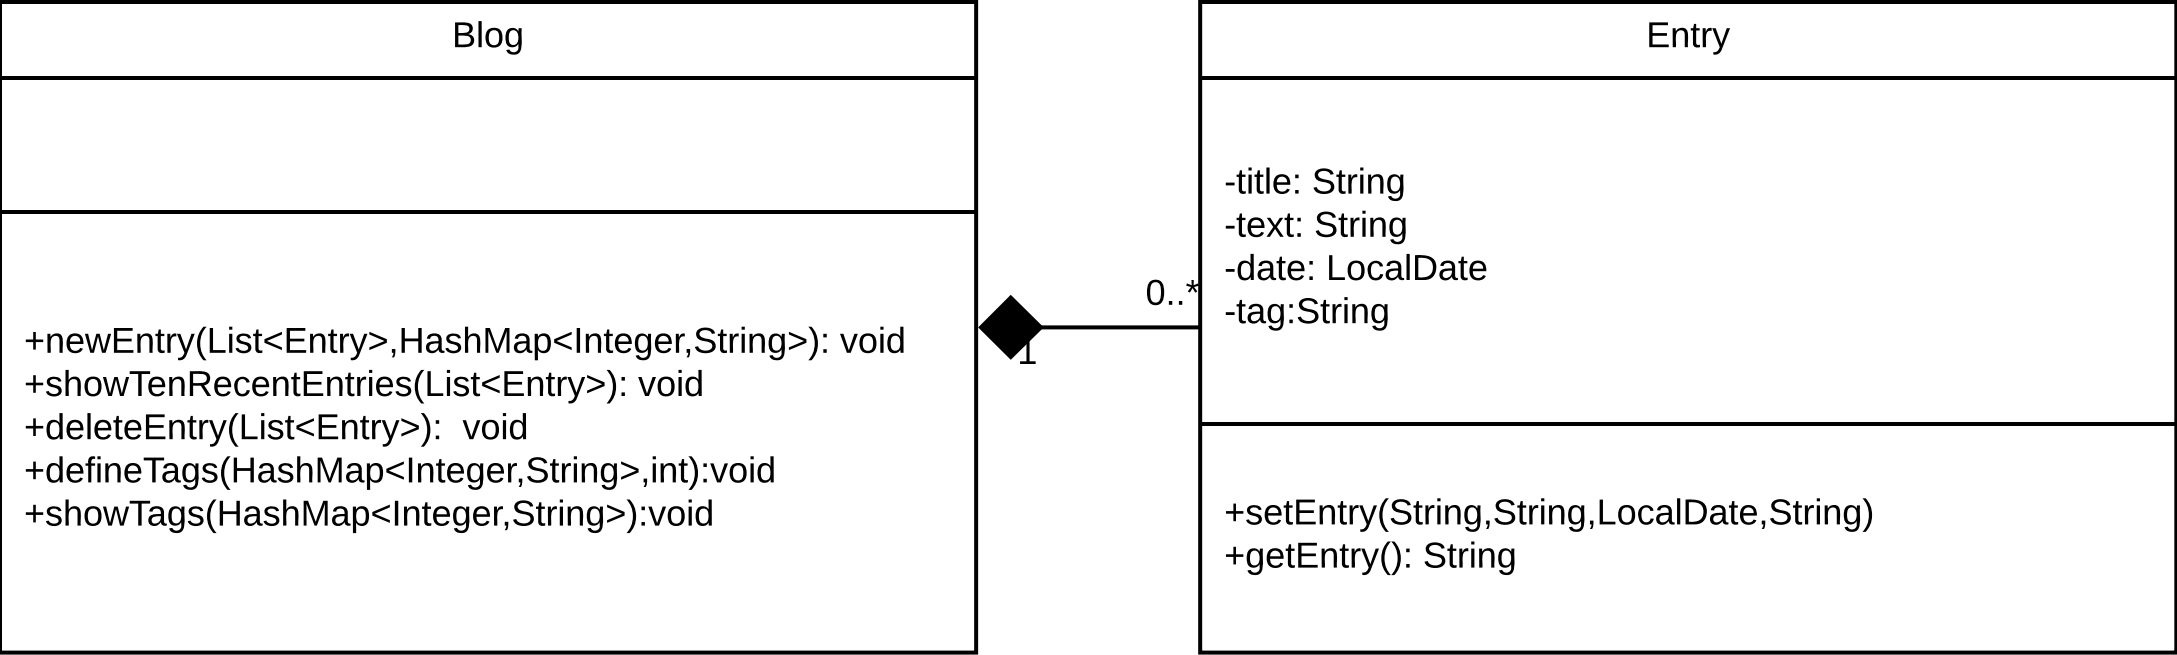 Blog
+newEntry(List<Entry>,HashMap<Integer,String>): void
+showTenRecentEntries(List<Entry>): void
+deleteEntry(List<Entry>):  void
+defineTags(HashMap<Integer,String>,int):void
+showTags(HashMap<Integer,String>):void
1
0..*
Entry
-title: String
-text: String
-date: LocalDate
-tag:String
+setEntry(String,String,LocalDate,String)
+getEntry(): String